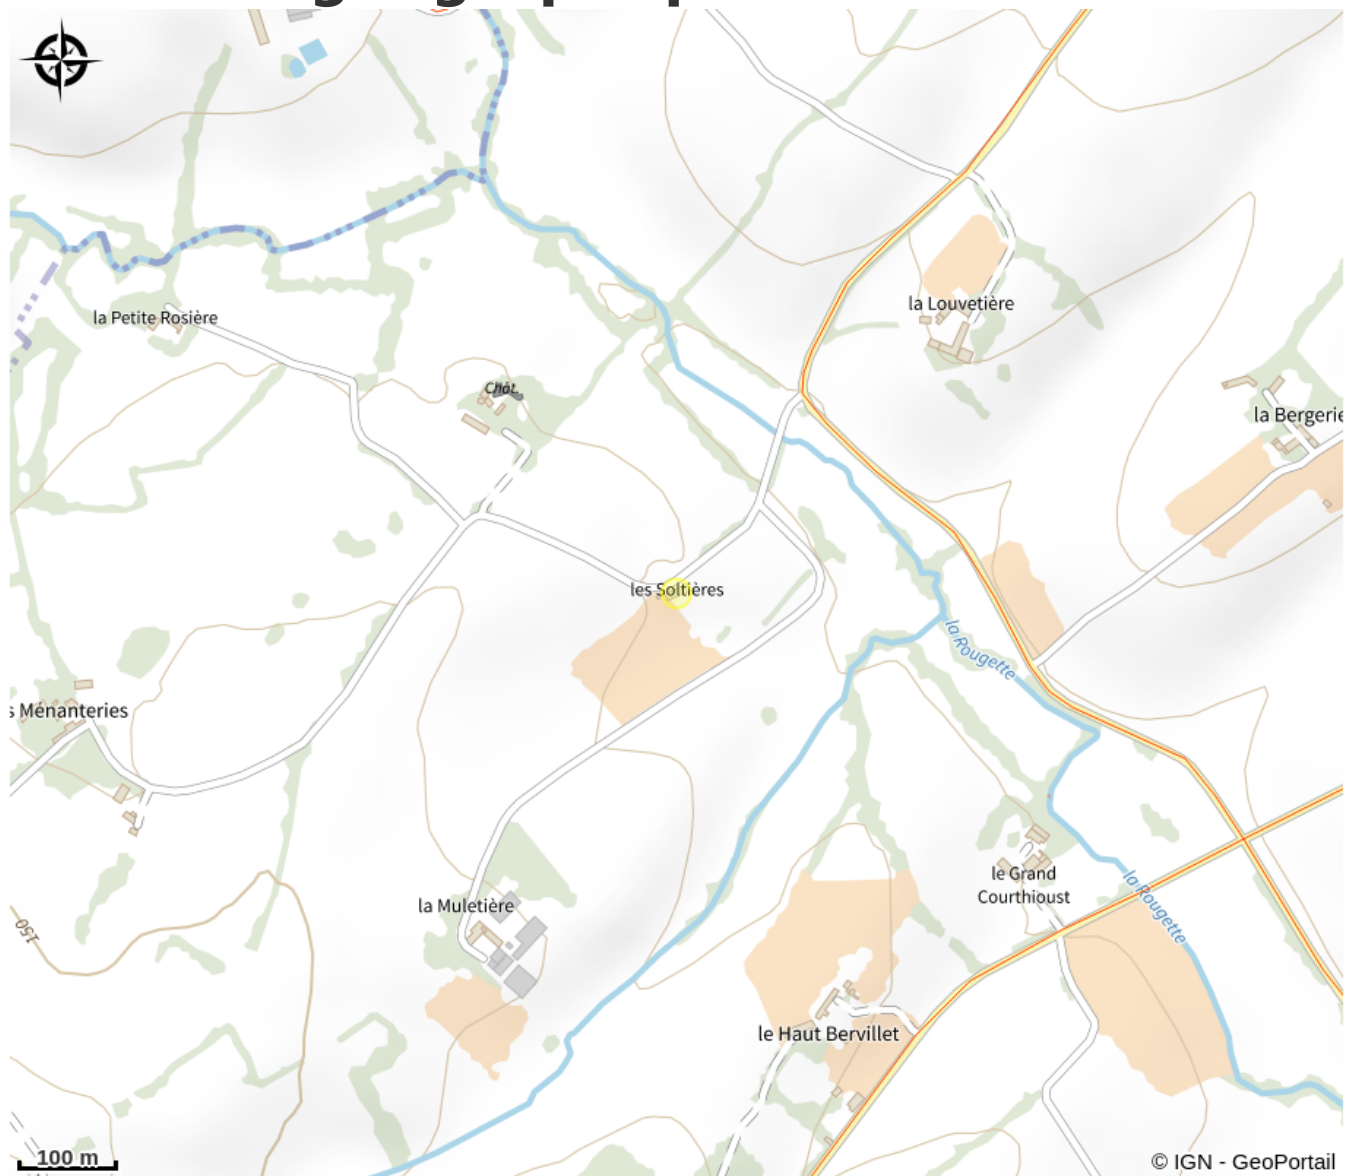 la Petite Rosière
la Louvetière
Chât.
la Bergerie
les Soltières
la Rougette
s Ménanteries
le Grand
Courthioust
la Rougette
la Muletière
150
le Haut Bervillet
100 m
© IGN - GeoPortail